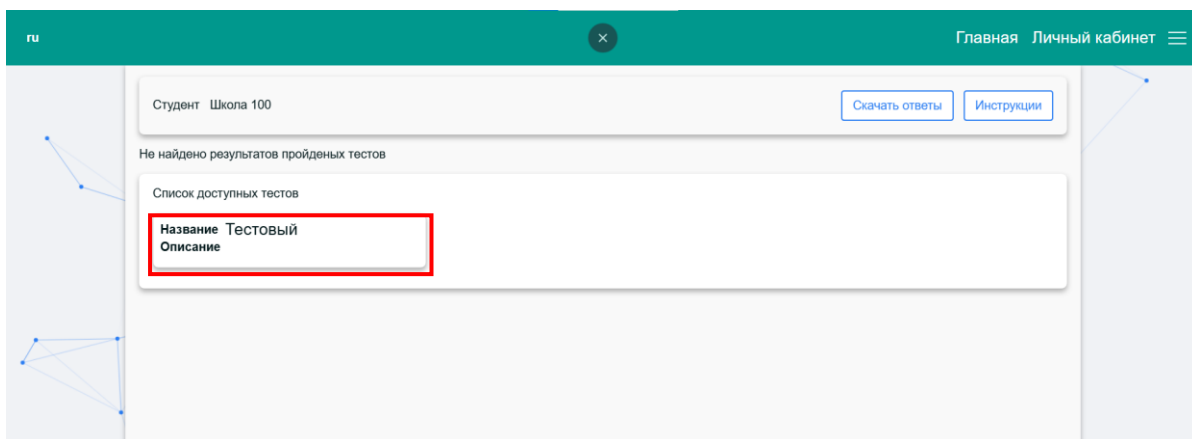 ru
Главная Личный кабинет
Студент Школа 100
Скачать ответы Инструкции
Не найдено результатов пройденых тестов
Список доступных тестов
Название Тестовый
Описание